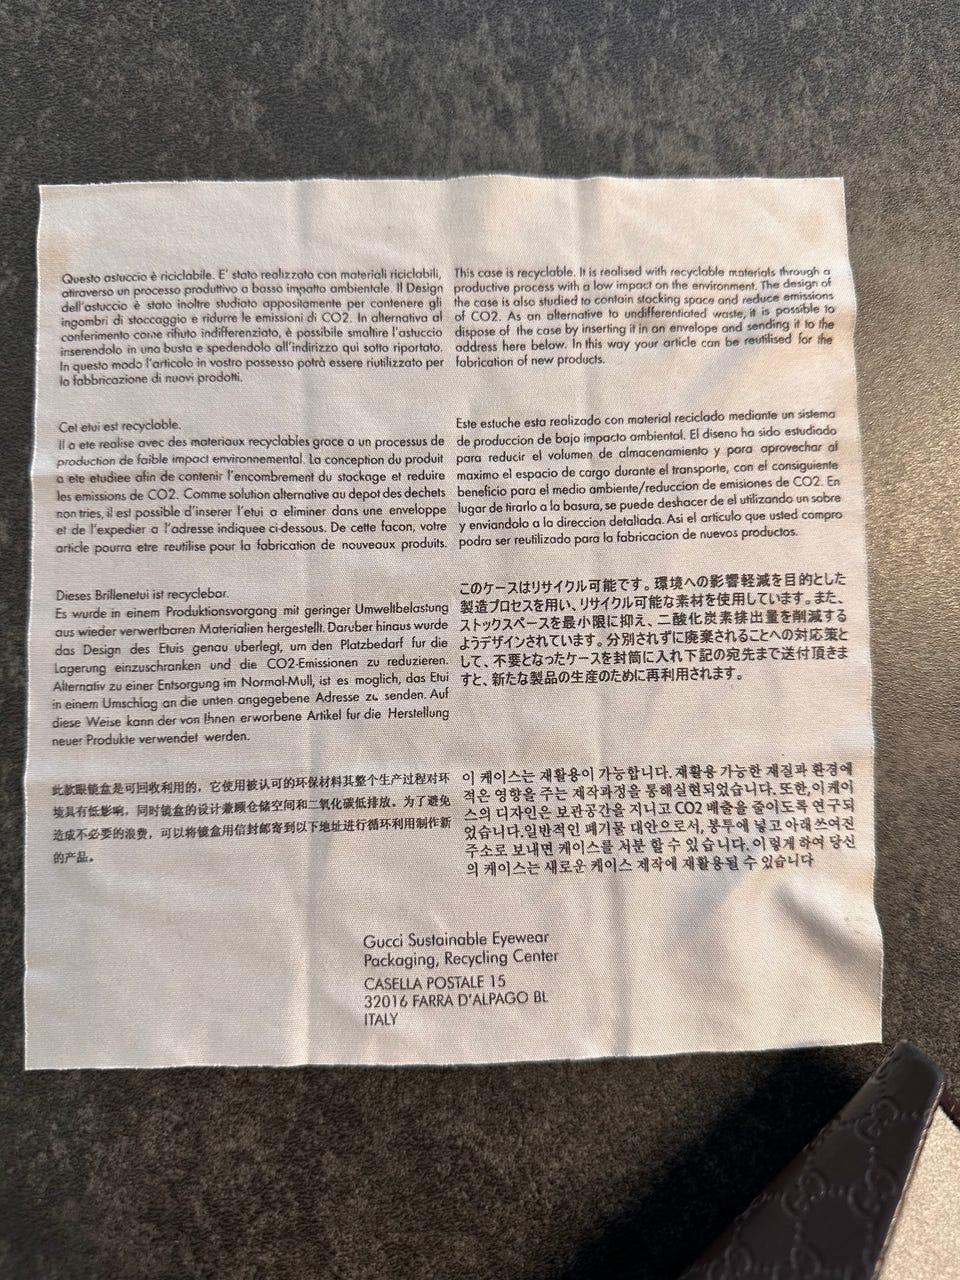 Questo astuccio è riciclabile. E' stato realizzato con materiali riciclabili,
attraverso un processo produttivo a basso impatto ambientale. Il Design
dell'astuccio è stato inoltre studiato appositamente per contenere gli
ingombri di stoccaggio e ridurre le emissioni di CO2. In alternativa al
conferimento come rifiuto indifferenziato, è possibile smaltire l'astuccio
inserendolo in una busta e spedendolo all'indirizzo qui sotto riportato.
In questo modo l'articolo in vostro possesso potrà essere riutilizzato per
la fabbricazione di nuovi prodotti.
This case is recyclable. It is realised with recyclable materials through a
productive process with a low impact on the environment. The design of
the case is also studied to contain stocking space and reduce emissions
of CO2. As an alternative to undifferentiated waste, it is possible to
dispose of the case by inserting it in an envelope and sending it to the
address here below. In this way your article can be reutilised for the
fabrication of new products.
Cet etui est recyclable.
Il a ete realise avec des materiaux recyclables grace a un processus de
production de faible impact environnemental. La conception du produit
a ete etudiee afin de contenir l'encombrement du stockage et reduire
les emissions de CO2. Comme solution alternative au depot des dechets
non tries, il est possible d'inserer l'etui a eliminer dans une enveloppe
et de l'expedier a l'adresse indiquee ci-dessous. De cette facon, votre
article pourra etre reutilise pour la fabrication de nouveaux produits.
Este estuche esta realizado con material reciclado mediante un sistema
de produccion de bajo impacto ambiental. El diseno ha sido estudiado
para reducir el volumen de almacenamiento y para aprovechar al
maximo el espacio de cargo durante el transporte, con el consiguiente
beneficio para el medio ambiente/reduccion de emisiones de CO2. En
lugar de tirarlo a la basura, se puede deshacer de el utilizando un sobre
y enviandolo a la direccion detallada. Asi el articulo que usted compro
podra ser reutilizado para la fabricacion de nuevos productos.
Dieses Brillenetui ist recyclebar.
Es wurde in einem Produktionsvorgang mit geringer Umweltbelastung
aus wieder verwertbaren Materialien hergestellt. Daruber hinaus wurde
das Design des Etuis genau uberlegt, um den Platzbedarf fur die
Lagerung einzuschranken und die CO2-Emissionen zu reduzieren.
Alternativ zu einer Entsorgung im Normal-Mull, ist es moglich, das Etui
in einem Umschlag an die unten angegebene Adresse zu senden. Auf
diese Weise kann der von Ihnen erworbene Artikel fur die Herstellung
neuer Produkte verwendet werden.
このケースはリサイクル可能です。環境への影響軽減を目的とした
製造プロセスを用い、リサイクル可能な素材を使用しています。また、
ストックスペースを最小限に抑え、二酸化炭素排出量を削減する
ようデザインされています。分別されずに廃棄されることへの対応策と
して、不要となったケースを封筒に入れ下記の宛先まで送付頂きま
すと、新たな製品の生産のために再利用されます。
此款眼镜盒是可回收利用的，它使用被认可的环保材料其整个生产过程对环
境具有低影响，同时镜盒的设计兼顾仓储空间和二氧化碳低排放。为了避免
造成不必要的浪费，可以将镜盒用信封邮寄到以下地址进行循环利用制作新
的产品。
이 케이스는 재활용이 가능합니다. 재활용 가능한 재질과 환경에
적은 영향을 주는 제작과정을 통해실현되었습니다. 또한,이케이
스의 디자인은 보관공간을 지니고 CO2 배출을 줄이도록 연구되
었습니다.일반적인 폐기물 대안으로서, 봉투에 넣고 아래쓰여진
주소로 보내면 케이스를 처분 할 수 있습니다. 이렇게 하여 당신
의 케이스는 새로운 케이스 제작에 재활용될 수 있습니다
Gucci Sustainable Eyewear
Packaging, Recycling Center
CASELLA POSTALE 15
32016 FARRA D'ALPAGO BL
ITALY